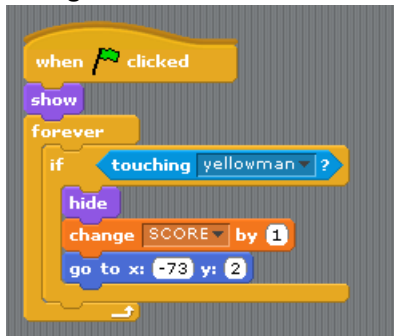 when clicked
show
forever
if touching yellowman ?
hide
change SCORE by 1
go to x: -73 y: 2